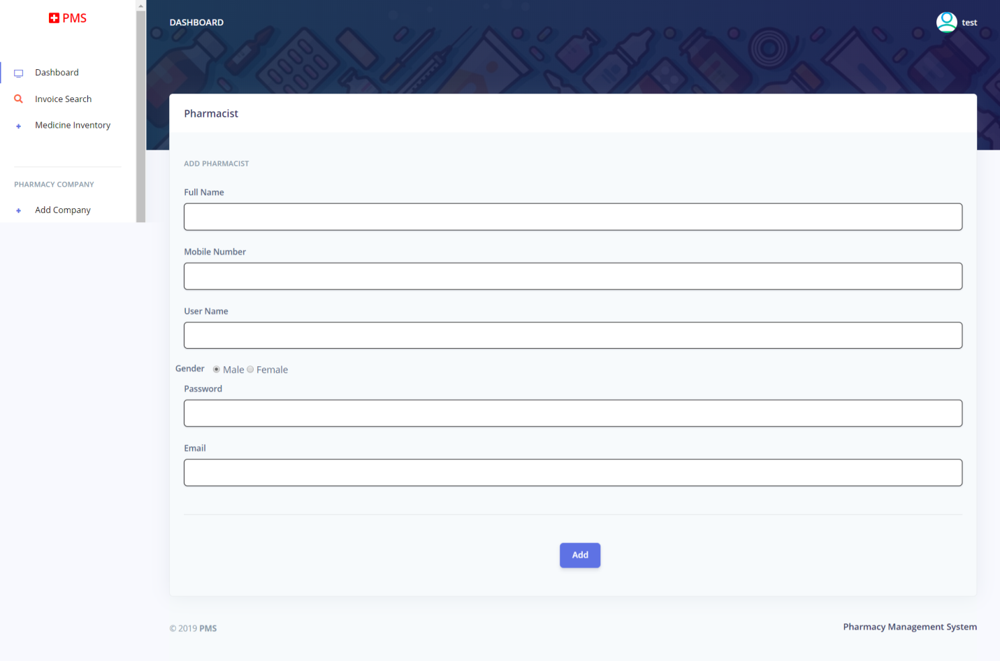 PMS
Dashboard
Invoice Search
Medicine Inventory
PHARMACY COMPANY
Add Company
DASHBOARD
test
Pharmacist
ADD PHARMACIST
Full Name
Mobile Number
User Name
Gender Male Female
Password
Email
Add
© 2019 PMS
Pharmacy Management System